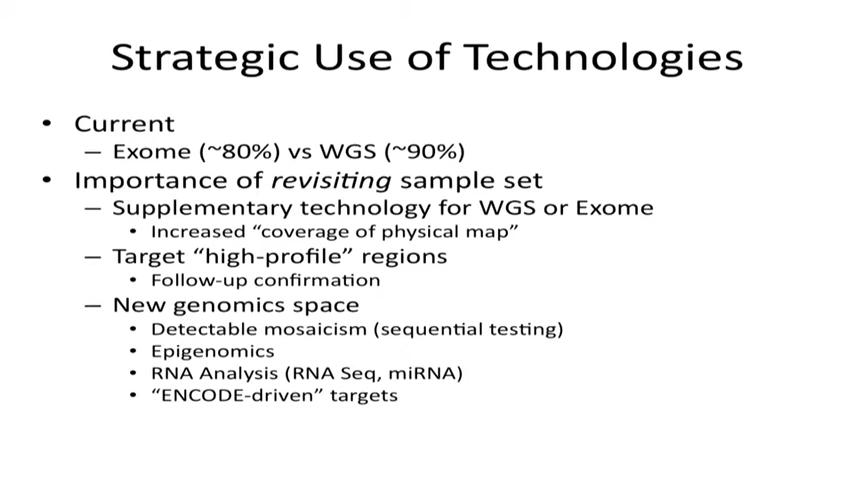 Strategic Use of Technologies
• Current
– Exome (~80%) vs WGS (~90%)
• Importance of revisiting sample set
– Supplementary technology for WGS or Exome
• Increased “coverage of physical map”
– Target “high-profile” regions
• Follow-up confirmation
– New genomics space
• Detectable mosaicism (sequential testing)
• Epigenomics
• RNA Analysis (RNA Seq, miRNA)
• “ENCODE-driven” targets